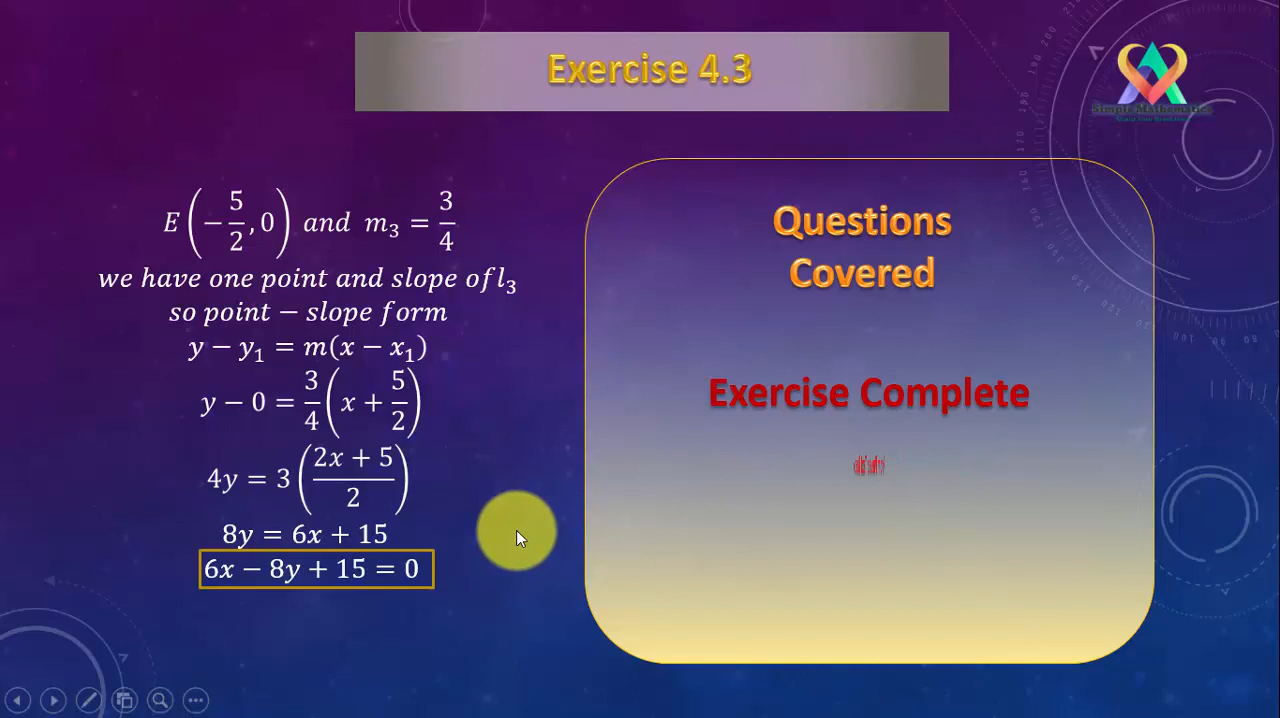 Exercise 4.3
Simple Mathematics
E(−5/2, 0) and m₃ = 3/4
we have one point and slope of l₃
so point − slope form
y − y₁ = m(x − x₁)
y − 0 = 3/4(x + 5/2)
4y = 3((2x + 5)/2)
8y = 6x + 15
6x − 8y + 15 = 0
Questions
Covered
Exercise Complete